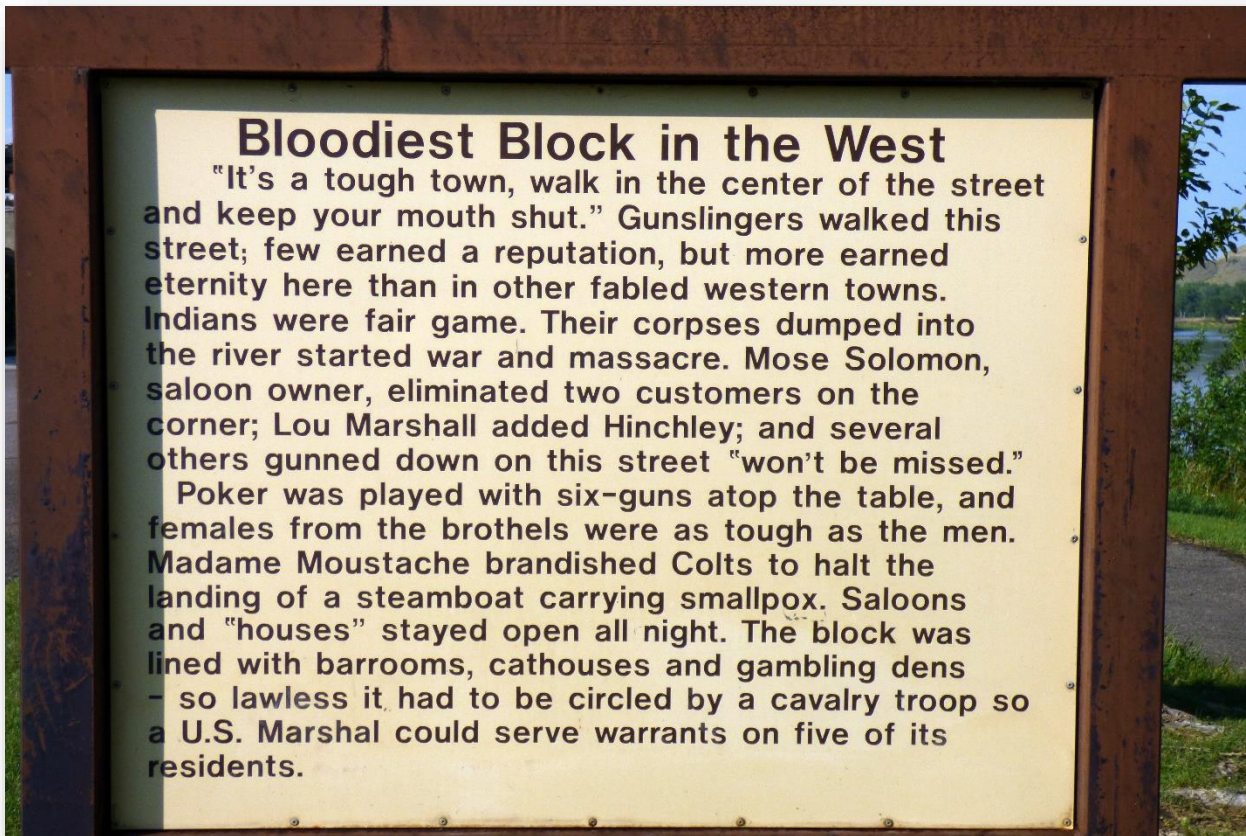 Bloodiest Block in the West
"It's a tough town, walk in the center of the street
and keep your mouth shut." Gunslingers walked this
street; few earned a reputation, but more earned
eternity here than in other fabled western towns.
Indians were fair game. Their corpses dumped into
the river started war and massacre. Mose Solomon,
saloon owner, eliminated two customers on the
corner; Lou Marshall added Hinchley; and several
others gunned down on this street "won't be missed."
Poker was played with six-guns atop the table, and
females from the brothels were as tough as the men.
Madame Moustache brandished Colts to halt the
landing of a steamboat carrying smallpox. Saloons
and "houses" stayed open all night. The block was
lined with barrooms, cathouses and gambling dens
- so lawless it had to be circled by a cavalry troop so
a U.S. Marshal could serve warrants on five of its
residents.